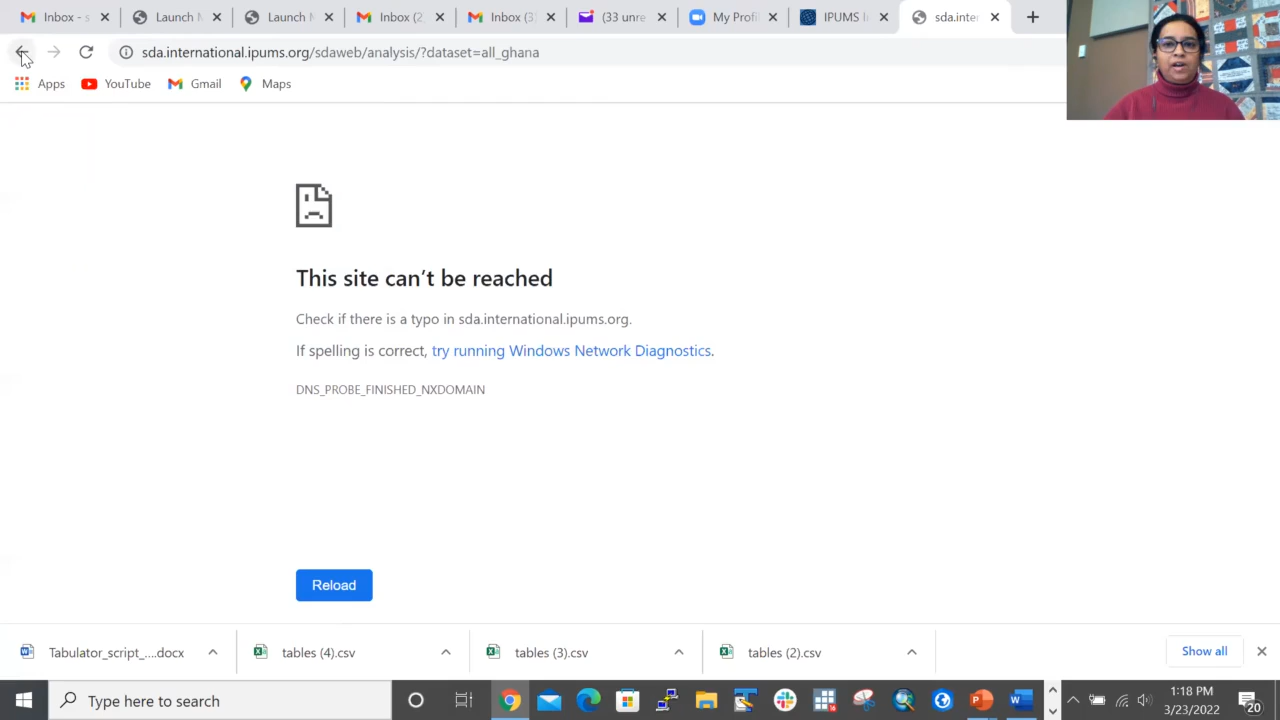 Inbox - s
Launch M
Launch M
Inbox (2
Inbox (3)
(33 unre
My Profil
IPUMS I
sda.inte
sda.international.ipums.org/sdaweb/analysis/?dataset=all_ghana
Apps
YouTube
Gmail
Maps
This site can't be reached
Check if there is a typo in sda.international.ipums.org.
If spelling is correct, try running Windows Network Diagnostics.
DNS_PROBE_FINISHED_NXDOMAIN
Reload
Tabulator_script_....docx
tables (4).csv
tables (3).csv
tables (2).csv
Show all
Type here to search
1:18 PM
3/23/2022
20